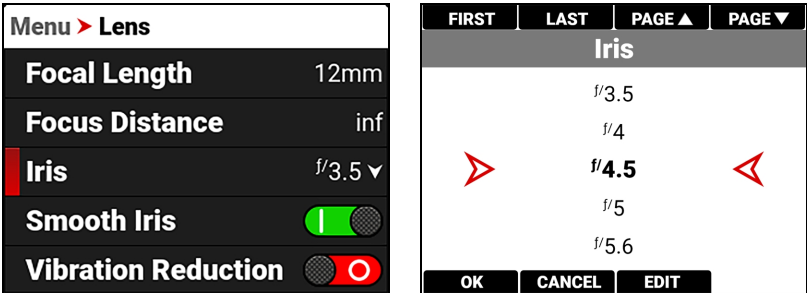 Menu > Lens
Focal Length 12mm
Focus Distance inf
Iris ƒ/3.5
Smooth Iris
Vibration Reduction
FIRST LAST PAGE▲ PAGE▼
Iris
ƒ/3.5
ƒ/4
ƒ/4.5
ƒ/5
ƒ/5.6
OK CANCEL EDIT